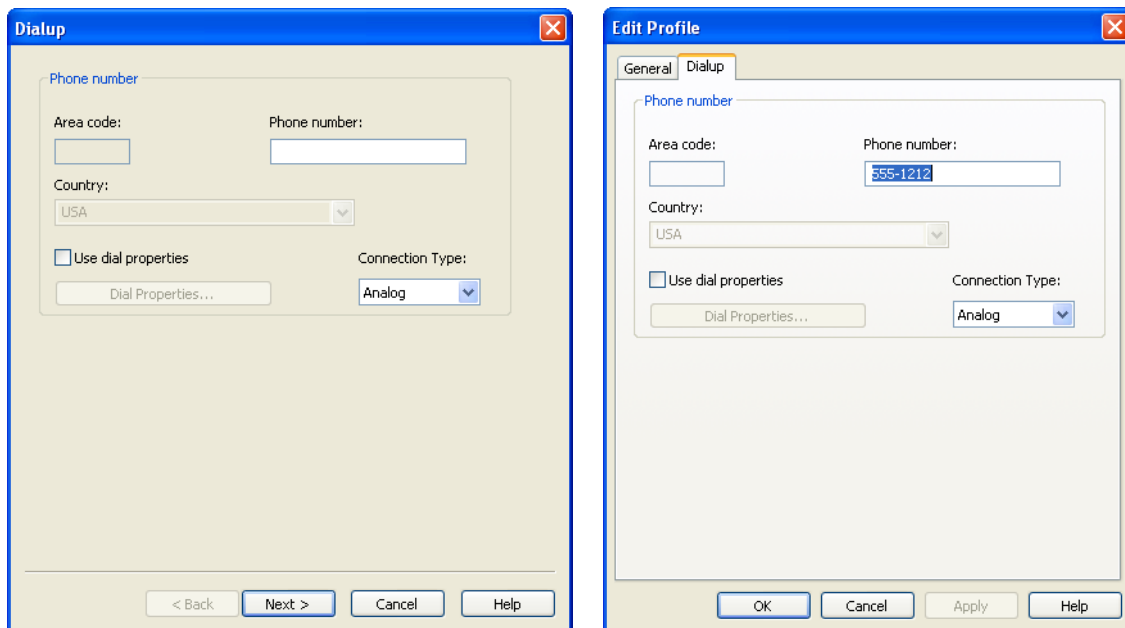 Dialup
Phone number
Area code: Phone number:
Country:
USA
Use dial properties Connection Type:
Dial Properties... Analog
< Back Next > Cancel Help
Edit Profile
General Dialup
Phone number
Area code: Phone number:
555-1212
Country:
USA
Use dial properties Connection Type:
Dial Properties... Analog
OK Cancel Apply Help